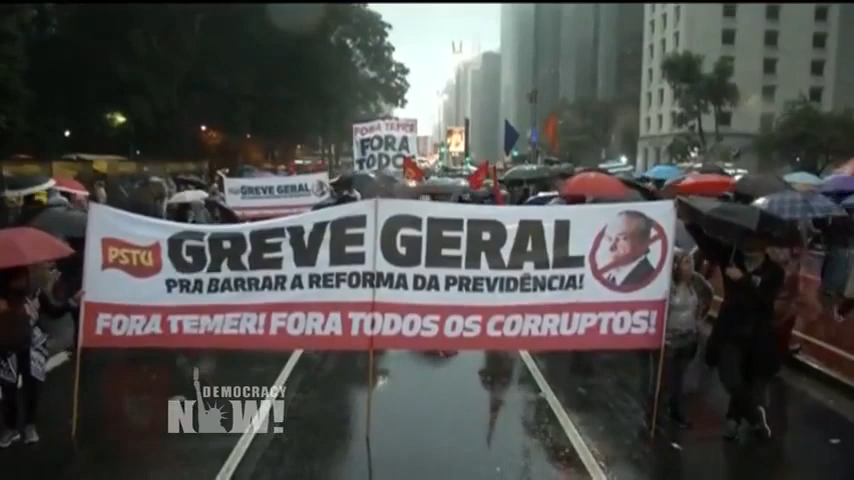 FORA TEMER
FORA
TODO
GREVE GERAL
PSTU
GREVE GERAL
PRA BARRAR A REFORMA DA PREVIDÊNCIA!
FORA TEMER! FORA TODOS OS CORRUPTOS!
DEMOCRACY
NOW!